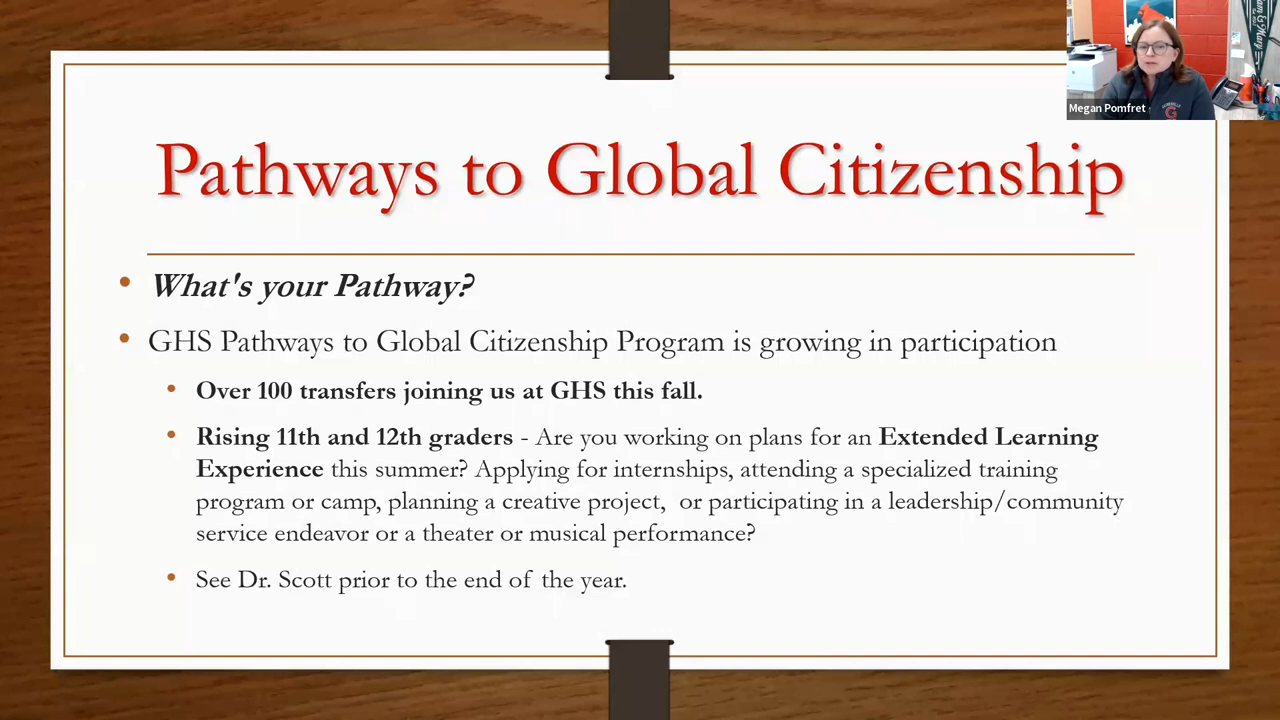 Megan Pomfret
Pathways to Global Citizenship
• What's your Pathway?
• GHS Pathways to Global Citizenship Program is growing in participation
• Over 100 transfers joining us at GHS this fall.
• Rising 11th and 12th graders - Are you working on plans for an Extended Learning
Experience this summer? Applying for internships, attending a specialized training
program or camp, planning a creative project, or participating in a leadership/community
service endeavor or a theater or musical performance?
• See Dr. Scott prior to the end of the year.